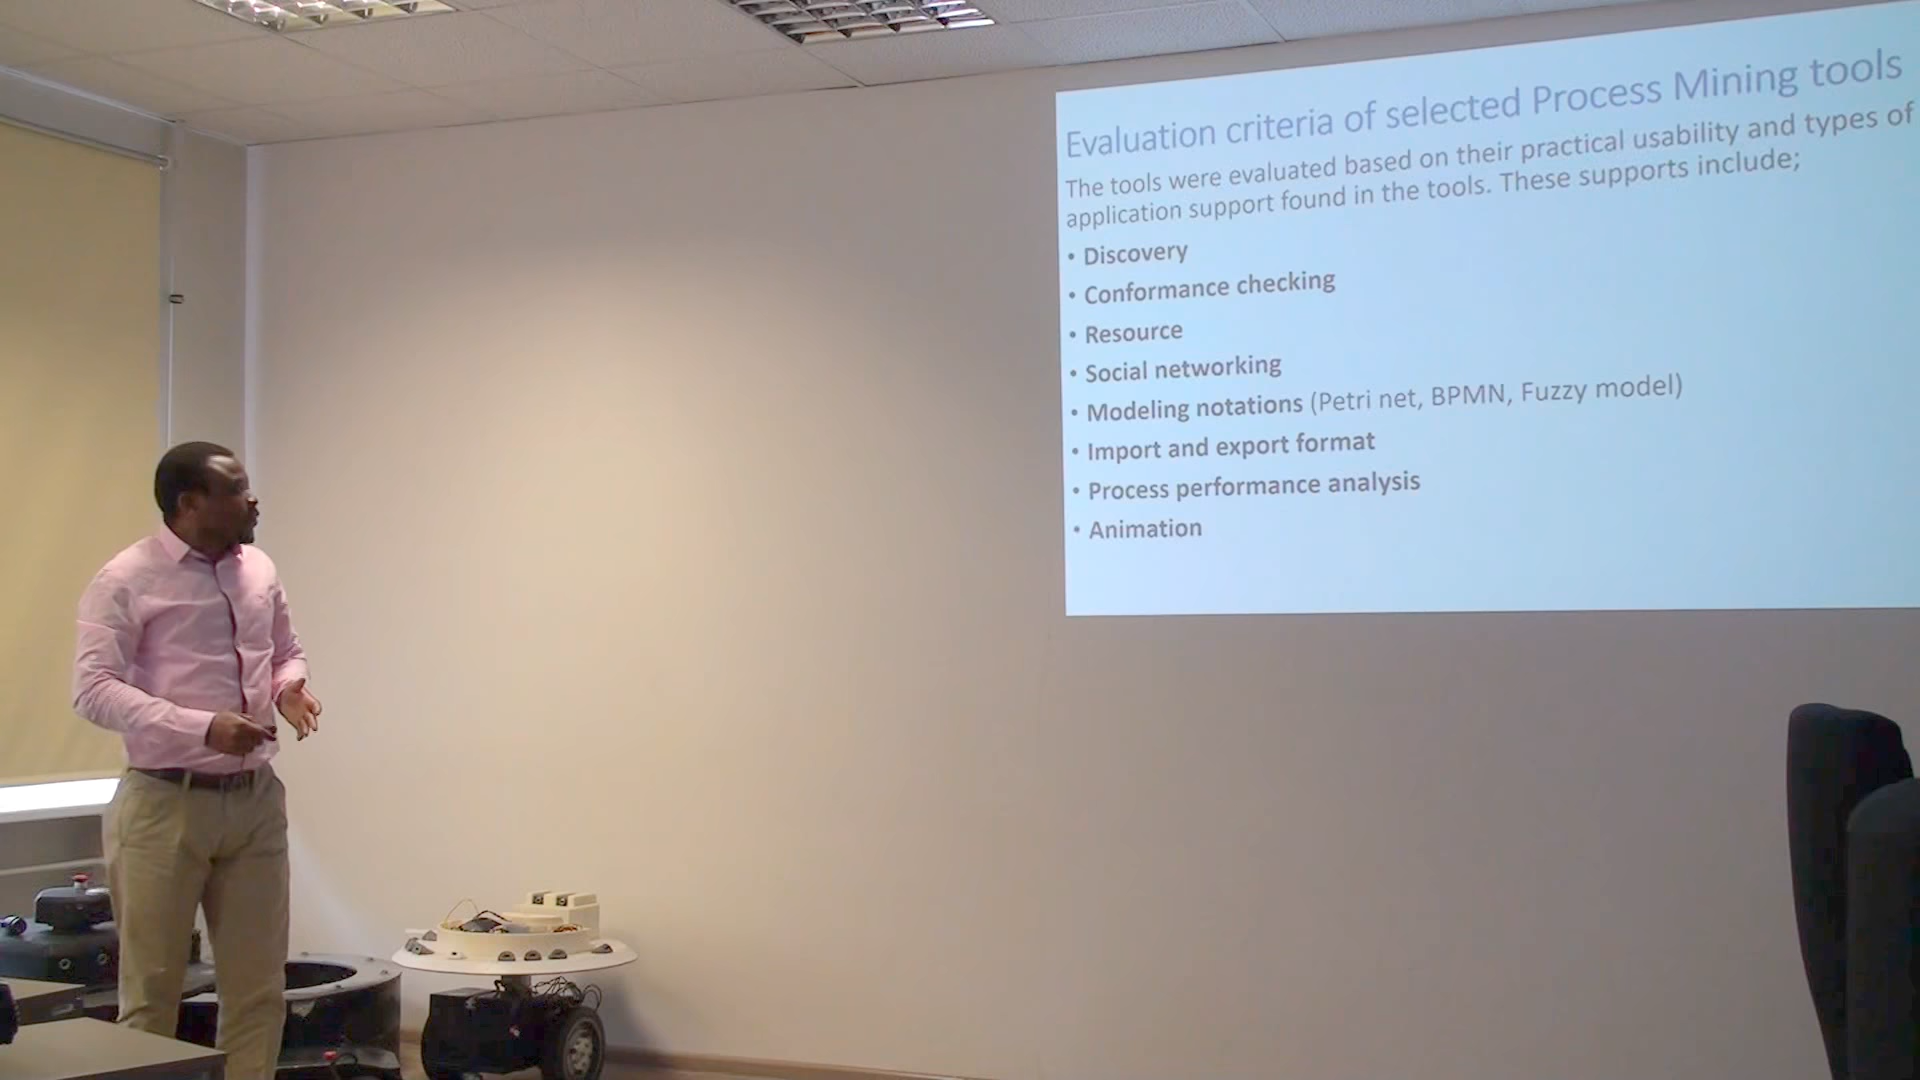 Evaluation criteria of selected Process Mining tools
The tools were evaluated based on their practical usability and types of
application support found in the tools. These supports include;
• Discovery
• Conformance checking
• Resource
• Social networking
• Modeling notations (Petri net, BPMN, Fuzzy model)
• Import and export format
• Process performance analysis
• Animation